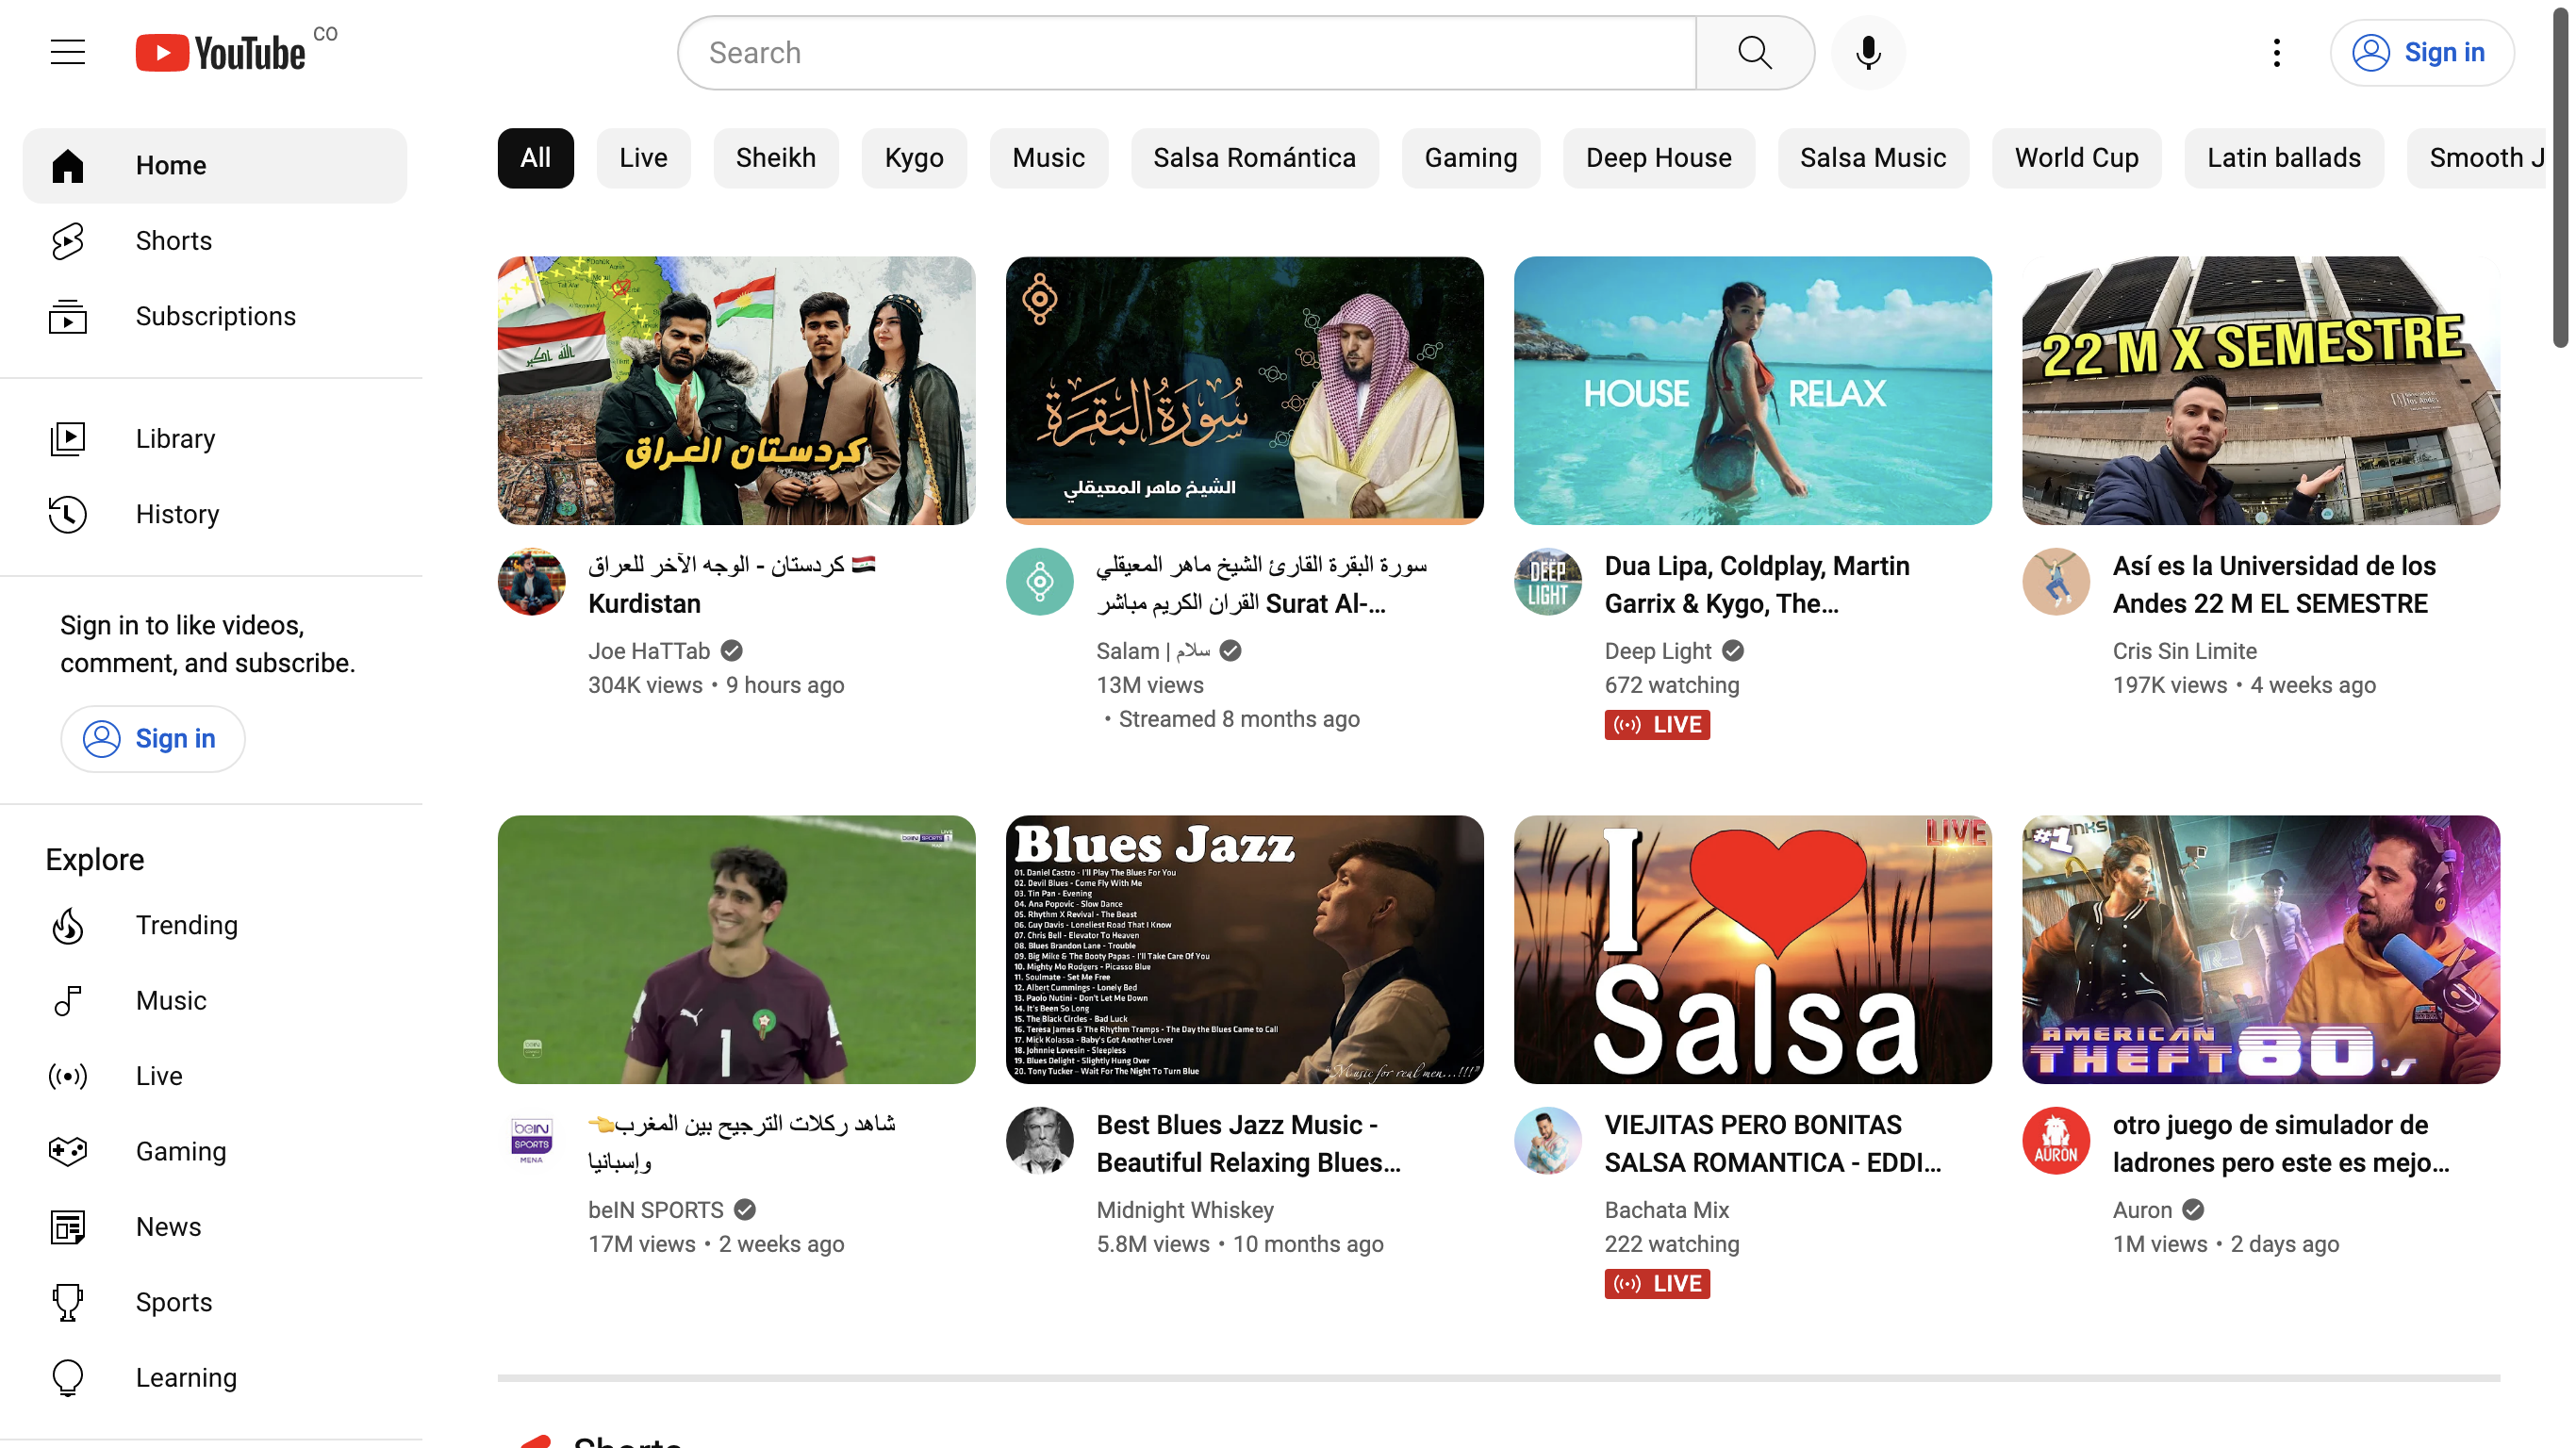 YouTube CO
Search
Sign in
Home
Shorts
Subscriptions
Library
History
Sign in to like videos,
comment, and subscribe.
Sign in
Explore
Trending
Music
Live
Gaming
News
Sports
Learning
All
Live
Sheikh
Kygo
Music
Salsa Romántica
Gaming
Deep House
Salsa Music
World Cup
Latin ballads
Smooth J
كردستان العراق
كردستان - الوجه الآخر للعراق 🇮🇶
Kurdistan
Joe HaTTab
304K views • 9 hours ago
سورة البقرة
الشيخ ماهر المعيقلي
سورة البقرة القارئ الشيخ ماهر المعيقلي
القران الكريم مباشر Surat Al-...
Salam | سلام
13M views
• Streamed 8 months ago
HOUSE RELAX
DEEP
LIGHT
Dua Lipa, Coldplay, Martin
Garrix & Kygo, The...
Deep Light
672 watching
LIVE
22 M X SEMESTRE
Así es la Universidad de los
Andes 22 M EL SEMESTRE
Cris Sin Limite
197K views • 4 weeks ago
beIN SPORTS
1
beIN
SPORTS
MENA
شاهد ركلات الترجيح بين المغرب👈
وإسبانيا
beIN SPORTS
17M views • 2 weeks ago
Blues Jazz
01. Daniel Castro - I'll Play The Blues For You
02. Devil Blues - Come Fly With Me
03. Tin Pan - Evening
04. Ana Popovic - Slow Dance
05. Rhythm X Revival - The Beast
06. Guy Davis - Loneliest Road That I Know
07. Chris Bell - Elevator To Heaven
08. Blues Brandon Lane - Trouble
09. Big Mike & The Booty Papas - I'll Take Care Of You
10. Mighty Mo Rodgers - Picasso Blue
11. Soulmate - Set Me Free
12. Albert Cummings - Lonely Bed
13. Paolo Nutini - Don't Let Me Down
14. It's Been So Long
15. The Black Circles - Bad Luck
16. Teresa James & The Rhythm Tramps - The Day the Blues Came to Call
17. Mick Kolassa - Baby's Got Another Lover
18. Johnnie Lovesin - Sleepless
19. Blues Delight - Slightly Hung Over
20. Tony Tucker - Wait For The Night To Turn Blue
"Music for real men...!!!"
Best Blues Jazz Music -
Beautiful Relaxing Blues...
Midnight Whiskey
5.8M views • 10 months ago
LIVE
I
Salsa
VIEJITAS PERO BONITAS
SALSA ROMANTICA - EDDI...
Bachata Mix
222 watching
LIVE
#1
AMERICAN
THEFT 80's
AURON
otro juego de simulador de
ladrones pero este es mejo...
Auron
1M views • 2 days ago
Shorts